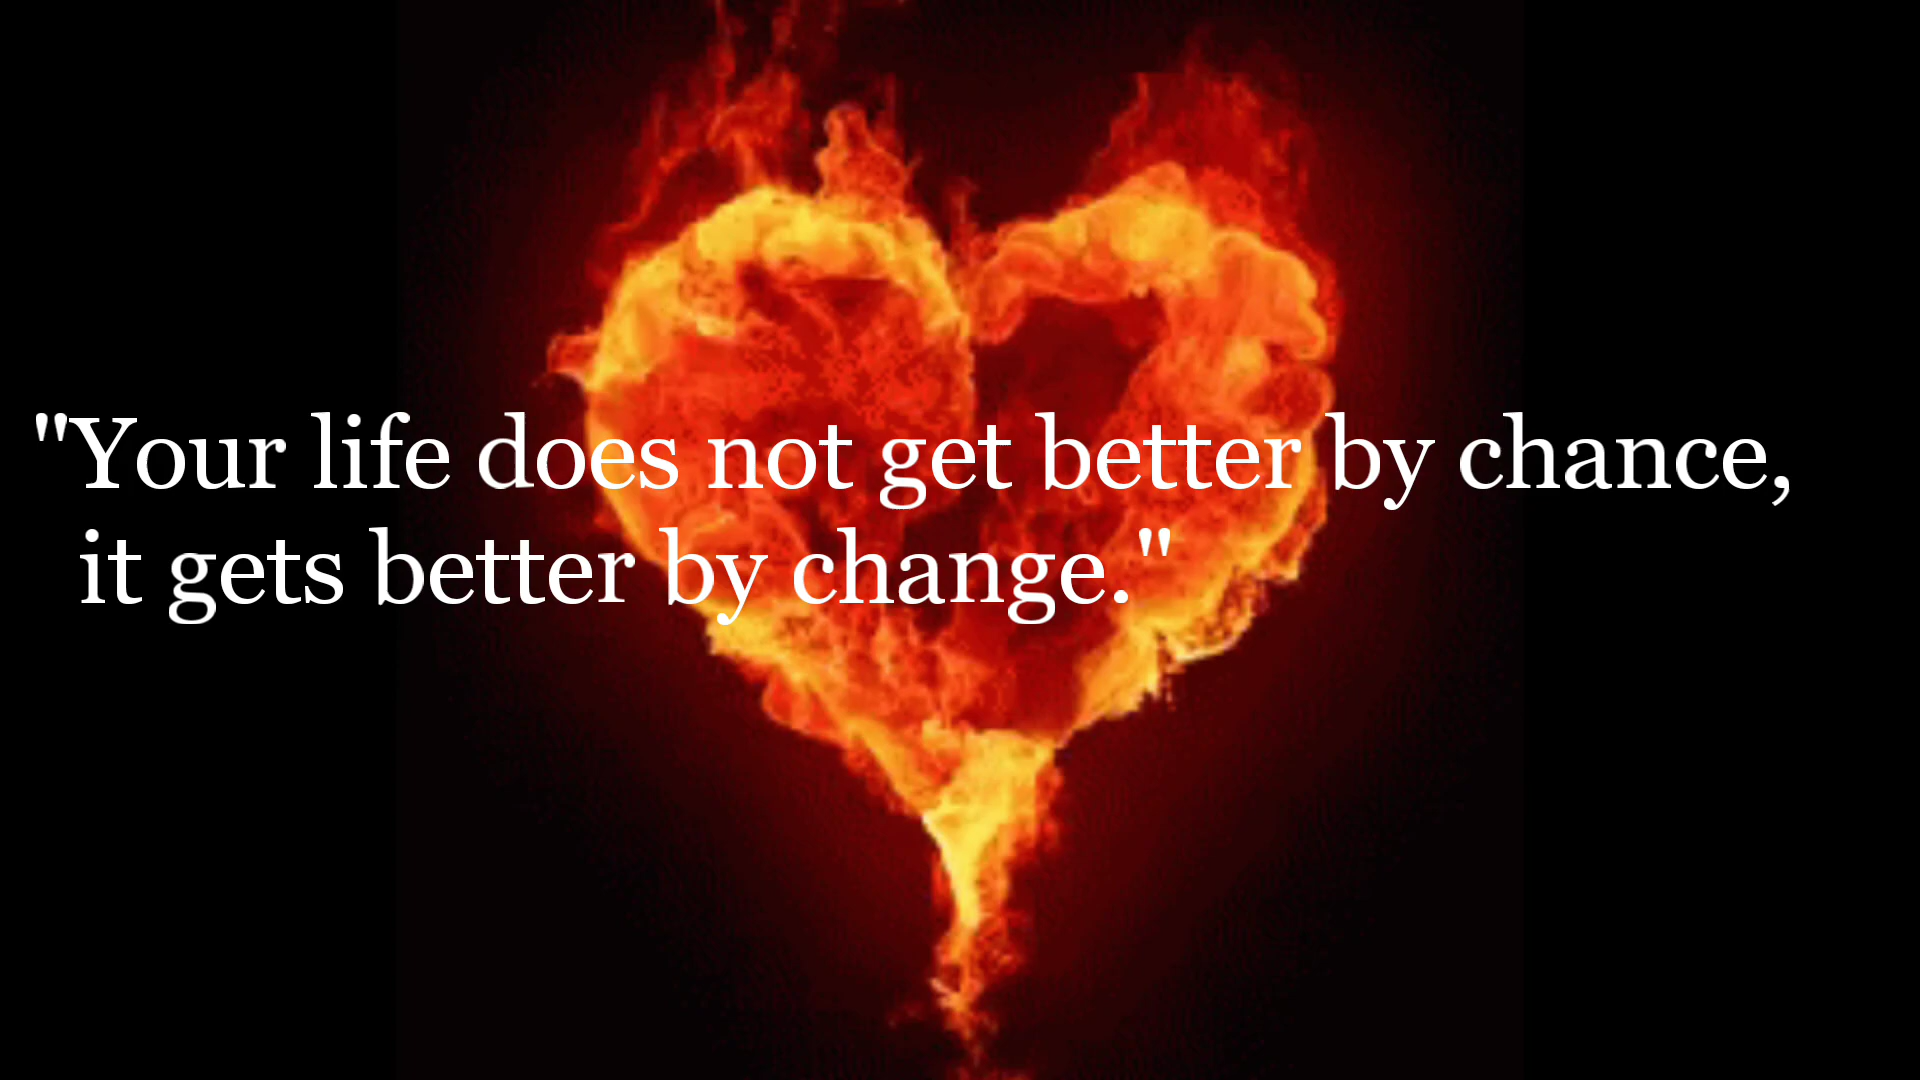 "Your life does not get better by chance,
it gets better by change."